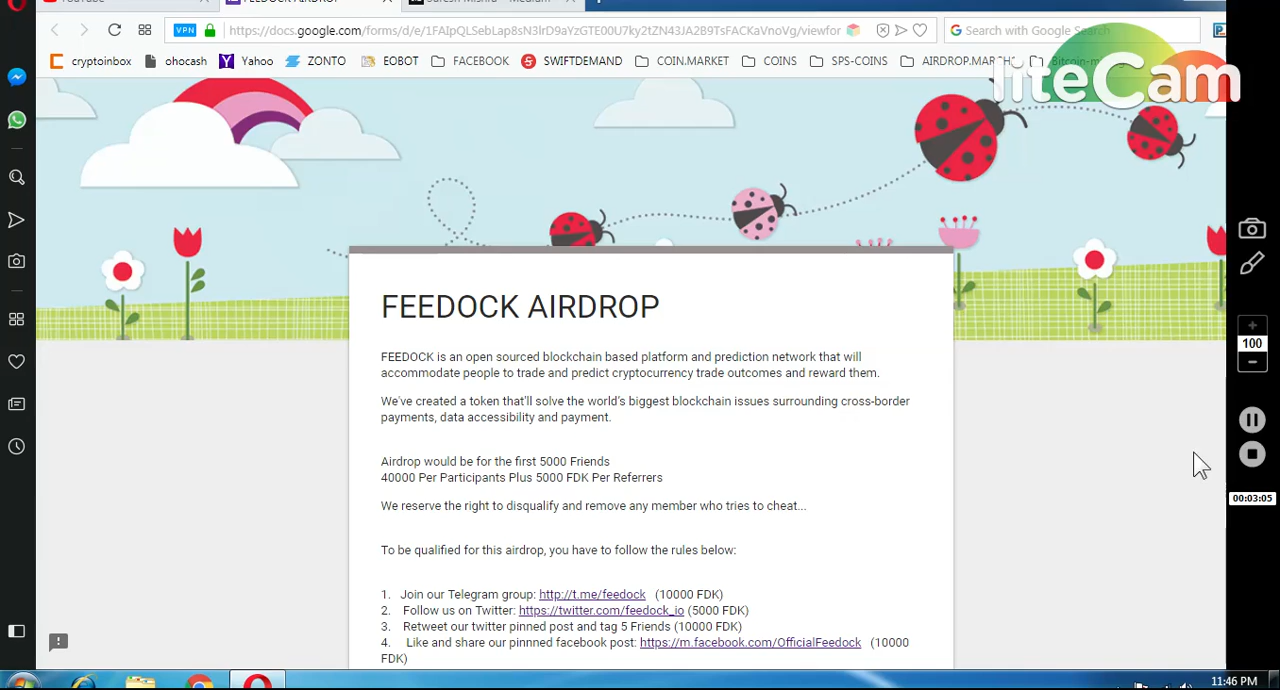 FEEDOCK AIRDROP
VPN
https://docs.google.com/forms/d/e/1FAIpQLSebLap8sN3lrD9aYzGTE00U7ky2tZN43JA2B9TsFACKaVnoVg/viewfor
Search with Google Search
cryptoinbox ohocash Yahoo ZONTO EOBOT FACEBOOK SWIFTDEMAND COIN.MARKET COINS SPS-COINS
liteCam
FEEDOCK AIRDROP
FEEDOCK is an open sourced blockchain based platform and prediction network that will
accommodate people to trade and predict cryptocurrency trade outcomes and reward them.
We've created a token that'll solve the world's biggest blockchain issues surrounding cross-border
payments, data accessibility and payment.
Airdrop would be for the first 5000 Friends
40000 Per Participants Plus 5000 FDK Per Referrers
We reserve the right to disqualify and remove any member who tries to cheat...
To be qualified for this airdrop, you have to follow the rules below:
1. Join our Telegram group: http://t.me/feedock (10000 FDK)
2. Follow us on Twitter: https://twitter.com/feedock_io (5000 FDK)
3. Retweet our twitter pinned post and tag 5 Friends (10000 FDK)
4. Like and share our pinnned facebook post: https://m.facebook.com/OfficialFeedock (10000
FDK)
100
00:03:05
11:46 PM